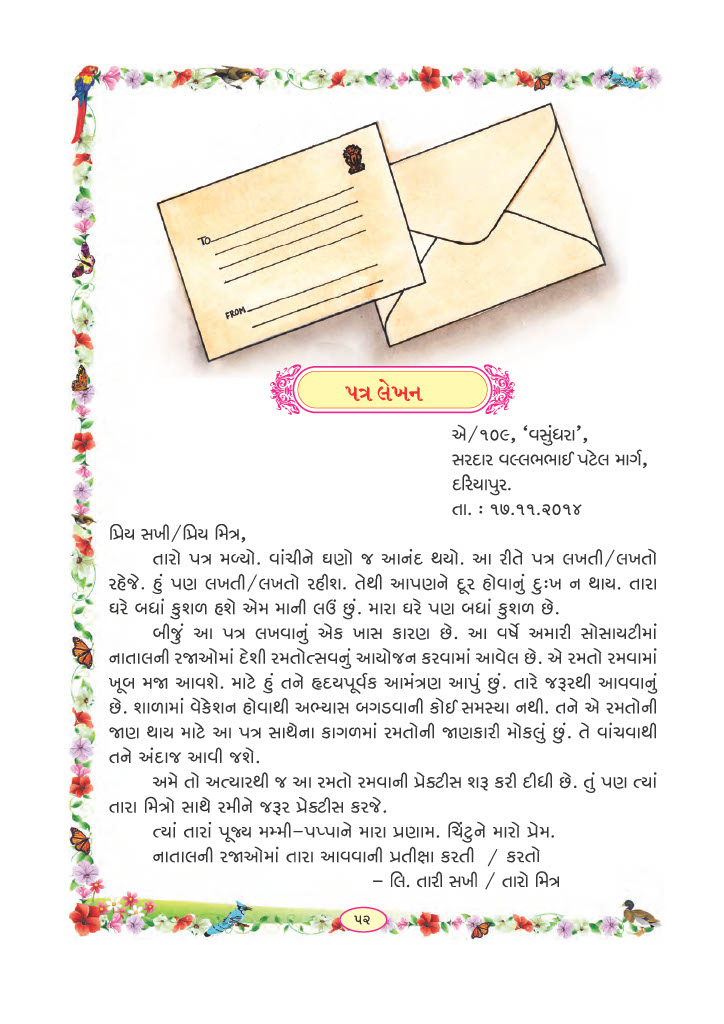 TO
FROM
પત્ર લેખન
એ/૧૦૯, ‘વસુંધરા’,
સરદાર વલ્લભભાઈ પટેલ માર્ગ,
દરિયાપુર.
તા. : ૧૭.૧૧.૨૦૧૪
પ્રિય સખી/પ્રિય મિત્ર,
તારો પત્ર મળ્યો. વાંચીને ઘણો જ આનંદ થયો. આ રીતે પત્ર લખતી/લખતો
રહેજે. હું પણ લખતી/લખતો રહીશ. તેથી આપણને દૂર હોવાનું દુઃખ ન થાય. તારા
ઘરે બધાં કુશળ હશે એમ માની લઉં છું. મારા ઘરે પણ બધાં કુશળ છે.
બીજું આ પત્ર લખવાનું એક ખાસ કારણ છે. આ વર્ષે અમારી સોસાયટીમાં
નાતાલની રજાઓમાં દેશી રમતોત્સવનું આયોજન કરવામાં આવેલ છે. એ રમતો રમવામાં
ખૂબ મજા આવશે. માટે હું તને હૃદયપૂર્વક આમંત્રણ આપું છું. તારે જરૂરથી આવવાનું
છે. શાળામાં વેકેશન હોવાથી અભ્યાસ બગડવાની કોઈ સમસ્યા નથી. તને એ રમતોની
જાણ થાય માટે આ પત્ર સાથેના કાગળમાં રમતોની જાણકારી મોકલું છું. તે વાંચવાથી
તને અંદાજ આવી જશે.
અમે તો અત્યારથી જ આ રમતો રમવાની પ્રેક્ટીસ શરૂ કરી દીધી છે. તું પણ ત્યાં
તારા મિત્રો સાથે રમીને જરૂર પ્રેક્ટીસ કરજે.
ત્યાં તારાં પૂજ્ય મમ્મી–પપ્પાને મારા પ્રણામ. ચિંટુને મારો પ્રેમ.
નાતાલની રજાઓમાં તારા આવવાની પ્રતીક્ષા કરતી / કરતો
– લિ. તારી સખી / તારો મિત્ર
૫૨